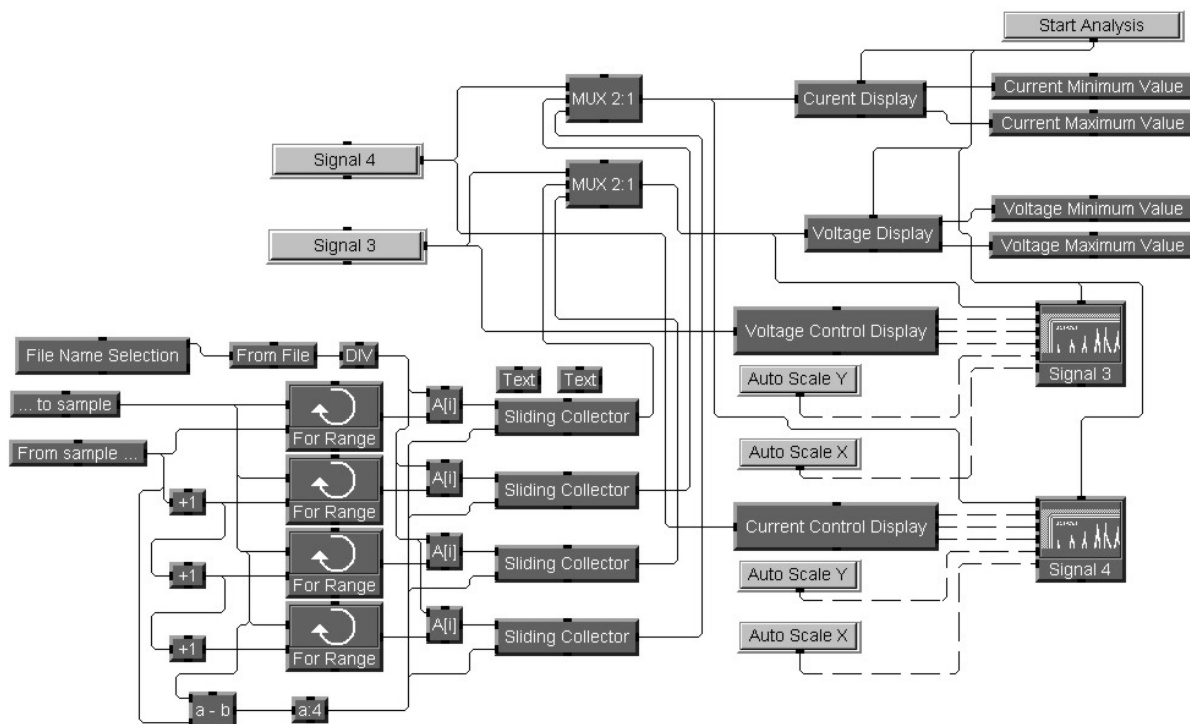 Start Analysis
MUX 2:1
Curent Display
Current Minimum Value
Current Maximum Value
Signal 4
MUX 2:1
Signal 3
Voltage Display
Voltage Minimum Value
Voltage Maximum Value
File Name Selection
From File
DIV
Voltage Control Display
Signal 3
... to sample
From sample ...
For Range
A[i]
Text
Text
Sliding Collector
Auto Scale Y
Auto Scale X
+1
For Range
A[i]
Sliding Collector
Current Control Display
Signal 4
+1
For Range
A[i]
Sliding Collector
Auto Scale Y
+1
For Range
A[i]
Sliding Collector
Auto Scale X
a - b
a:4